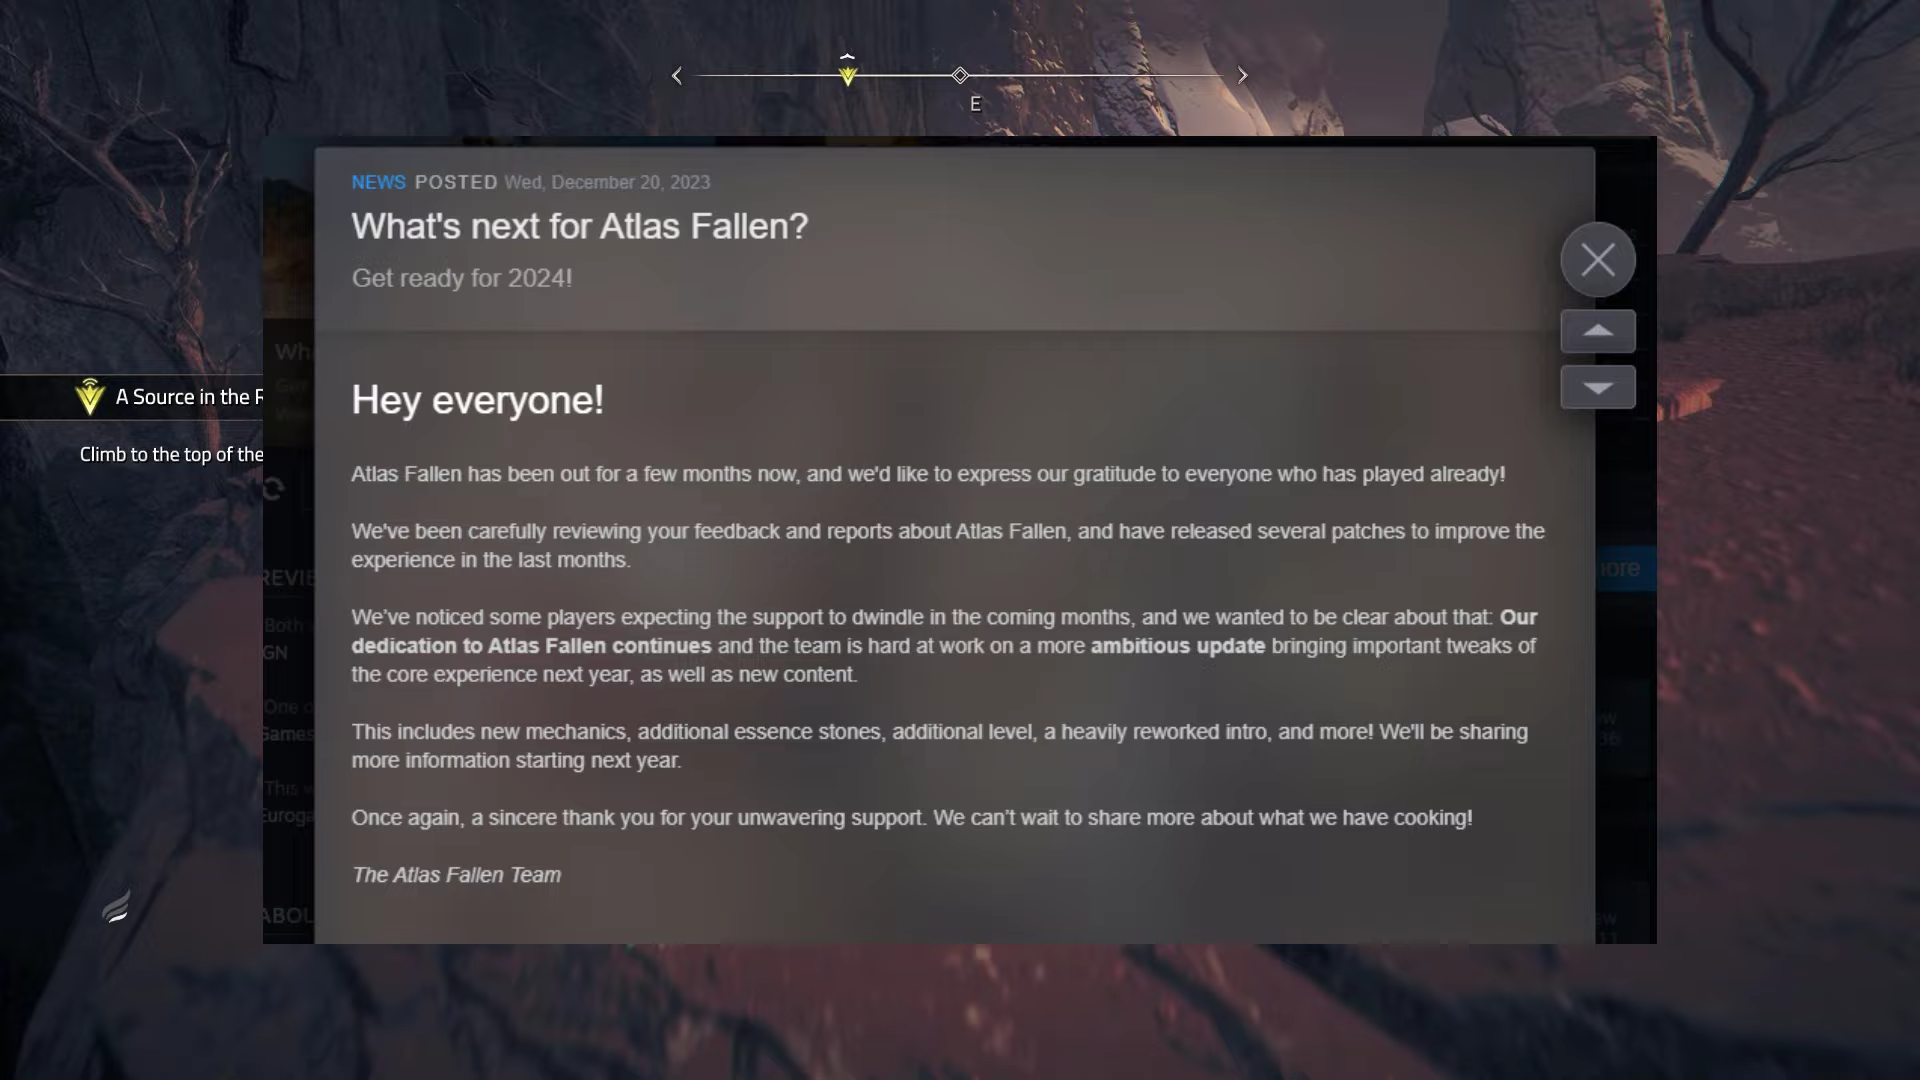 E
NEWS POSTED Wed, December 20, 2023
What's next for Atlas Fallen?
Get ready for 2024!
A Source in the
Climb to the top of the
Hey everyone!
Atlas Fallen has been out for a few months now, and we'd like to express our gratitude to everyone who has played already!
We've been carefully reviewing your feedback and reports about Atlas Fallen, and have released several patches to improve the
experience in the last months.
We've noticed some players expecting the support to dwindle in the coming months, and we wanted to be clear about that: Our
dedication to Atlas Fallen continues and the team is hard at work on a more ambitious update bringing important tweaks of
the core experience next year, as well as new content.
This includes new mechanics, additional essence stones, additional level, a heavily reworked intro, and more! We'll be sharing
more information starting next year.
Once again, a sincere thank you for your unwavering support. We can't wait to share more about what we have cooking!
The Atlas Fallen Team